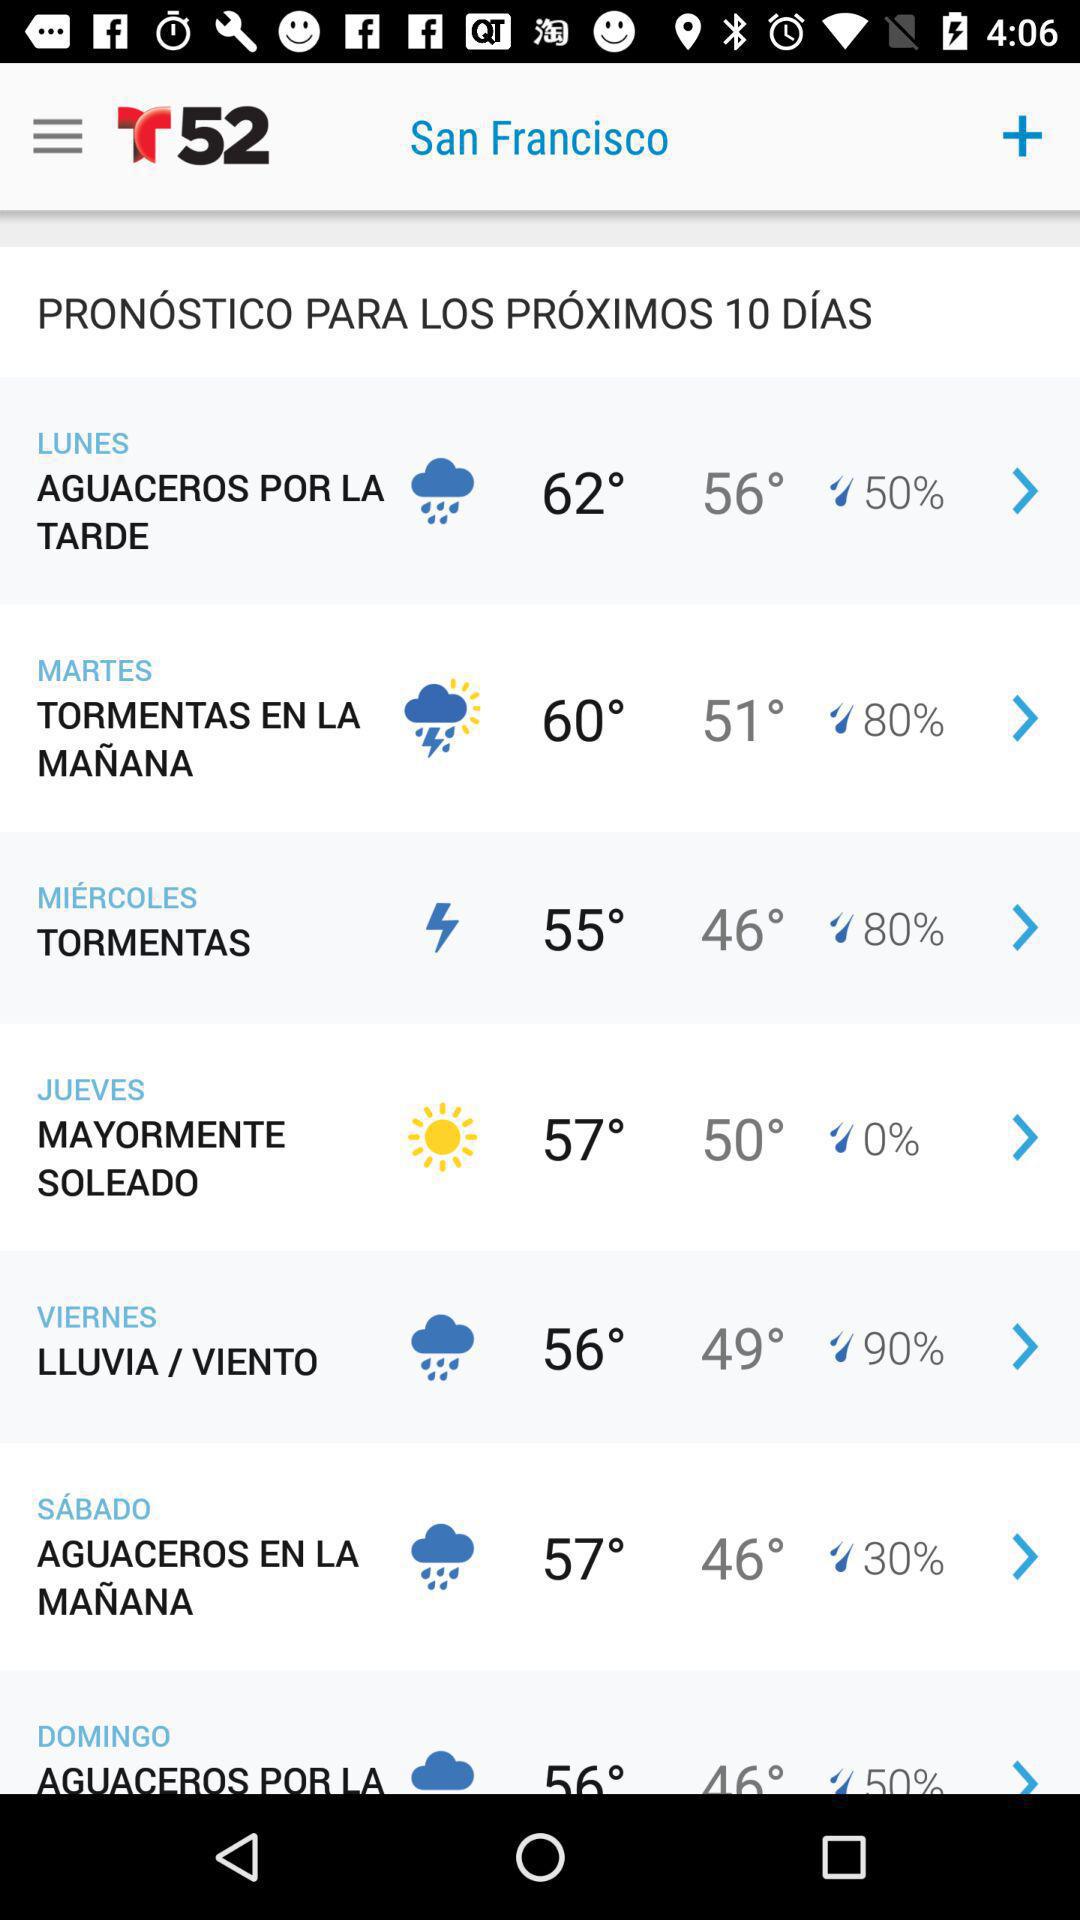 QT 淘 4:06
T 52 San Francisco +
PRONÓSTICO PARA LOS PRÓXIMOS 10 DÍAS
LUNES
AGUACEROS POR LA
TARDE
62° 56° 50%
MARTES
TORMENTAS EN LA
MAÑANA
60° 51° 80%
MIÉRCOLES
TORMENTAS
55° 46° 80%
JUEVES
MAYORMENTE
SOLEADO
57° 50° 0%
VIERNES
LLUVIA / VIENTO
56° 49° 90%
SÁBADO
AGUACEROS EN LA
MAÑANA
57° 46° 30%
DOMINGO
AGUACEROS POR LA
56° 46° 50%